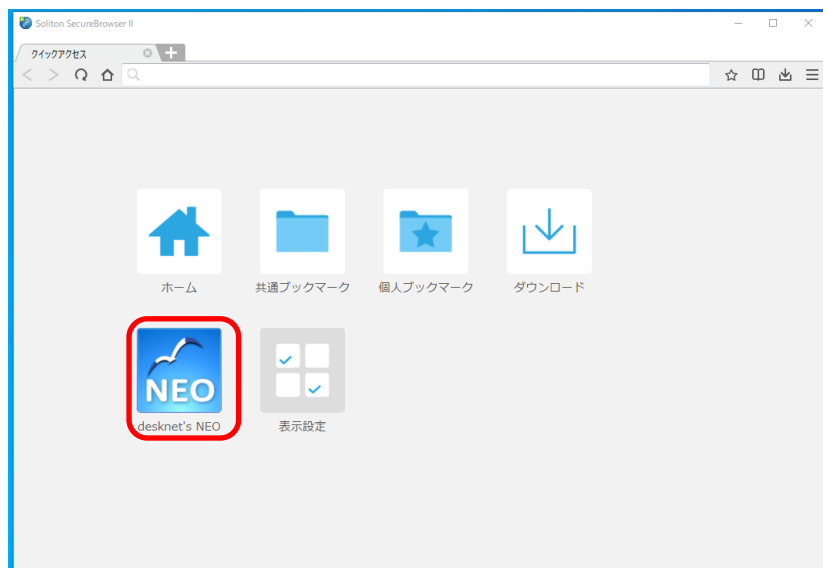 Soliton SecureBrowser II
クイックアクセス
ホーム
共通ブックマーク
個人ブックマーク
ダウンロード
NEO
desknet's NEO
表示設定